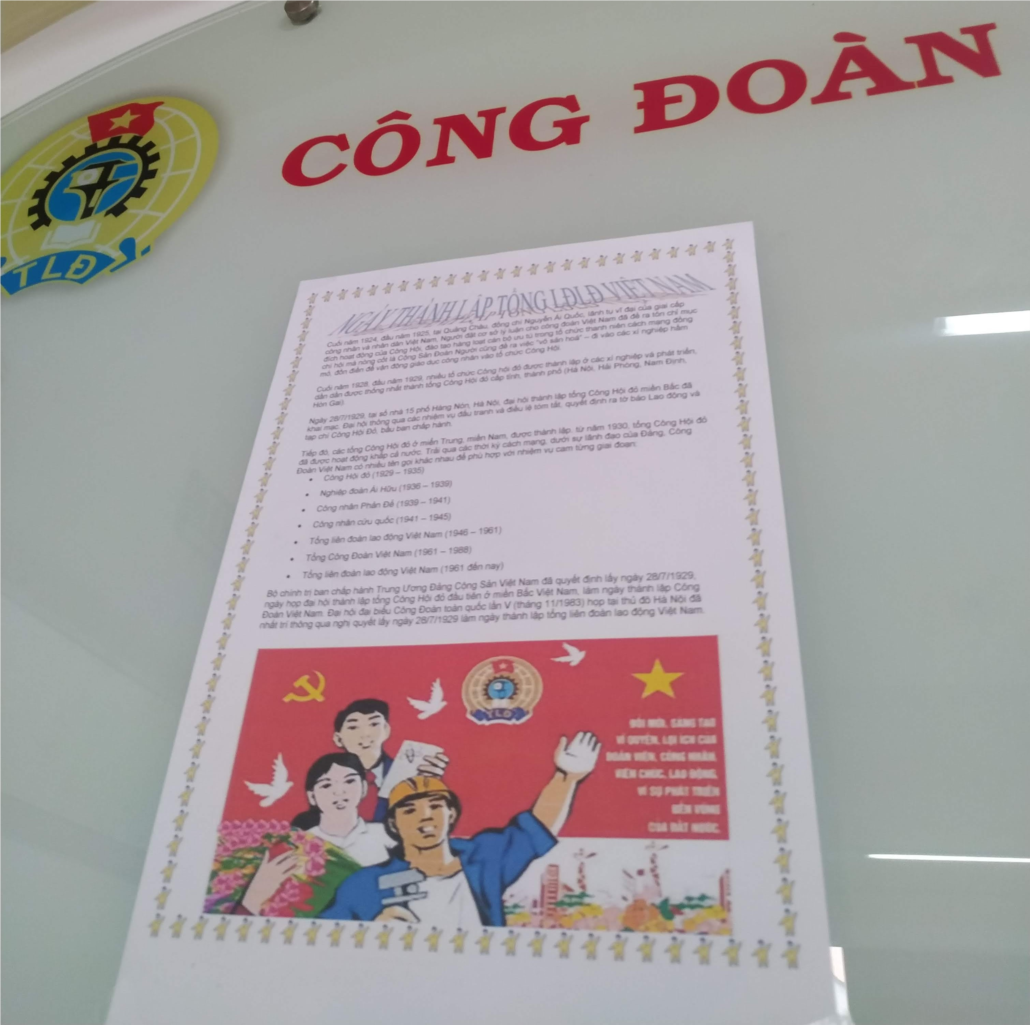 CÔNG ĐOÀN
TLĐ
NGÀY THÀNH LẬP TỔNG LĐLĐ VIỆT NAM
Cuối năm 1924, đầu năm 1925, tại Quảng Châu, đồng chí Nguyễn Ái Quốc, lãnh tụ vĩ đại của giai cấp
công nhân và nhân dân Việt Nam, Người đặt cơ sở lý luận cho công đoàn Việt Nam đã đề ra tôn chỉ mục
đích hoạt động của Công Hội, đào tạo hàng loạt cán bộ ưu tú trong tổ chức thanh niên cách mạng đồng
chí hội mà nòng cốt là Cộng Sản Đoàn Người cũng đề ra việc "vô sản hoá" – đi vào các xí nghiệp hầm
mỏ, đồn điền để vận động giáo dục công nhân vào tổ chức Công Hội
Cuối năm 1928, đầu năm 1929, nhiều tổ chức Công hội đỏ được thành lập ở các xí nghiệp và phát triển,
dần dần được thống nhất thành tổng Công Hội đỏ cấp tỉnh, thành phố (Hà Nội, Hải Phòng, Nam Định,
Hòn Gai).
Ngày 28/7/1929, tại số nhà 15 phố Hàng Nón, Hà Nội, đại hội thành lập tổng Công Hội đỏ miền Bắc đã
khai mạc. Đại hội thông qua các nhiệm vụ đấu tranh và điều lệ tóm tắt, quyết định ra tờ báo Lao động và
tạp chí Công Hội Đỏ, bầu ban chấp hành.
Tiếp đó, các tổng Công Hội đỏ ở miền Trung, miền Nam, được thành lập. từ năm 1930, tổng Công Hội đỏ
đã được hoạt động khắp cả nước. Trải qua các thời kỳ cách mạng, dưới sự lãnh đạo của Đảng, Công
Đoàn Việt Nam có nhiều tên gọi khác nhau để phù hợp với nhiệm vụ cam từng giai đoạn:
• Công Hội đỏ (1929 – 1935)
• Nghiệp đoàn Ái Hữu (1936 – 1939)
• Công nhân Phản Đế (1939 – 1941)
• Công nhân cứu quốc (1941 – 1945)
• Tổng liên đoàn lao động Việt Nam (1946 – 1961)
• Tổng Công Đoàn Việt Nam (1961 – 1988)
• Tổng liên đoàn lao động Việt Nam (1961 đến nay)
Bộ chính trị ban chấp hành Trung Ương Đảng Cộng Sản Việt Nam đã quyết định lấy ngày 28/7/1929,
ngày họp đại hội thành lập tổng Công Hội đỏ đầu tiên ở miền Bắc Việt Nam, làm ngày thành lập Công
Đoàn Việt Nam. Đại hội đại biểu Công Đoàn toàn quốc lần V (tháng 11/1983) họp tại thủ đô Hà Nội đã
nhất trí thông qua nghị quyết lấy ngày 28/7/1929 làm ngày thành lập tổng liên đoàn lao động Việt Nam.
TLĐ
ĐỔI MỚI, SÁNG TẠO
VÌ QUYỀN, LỢI ÍCH CỦA
ĐOÀN VIÊN, CÔNG NHÂN,
VIÊN CHỨC, LAO ĐỘNG,
VÌ SỰ PHÁT TRIỂN
BỀN VỮNG
CỦA ĐẤT NƯỚC.